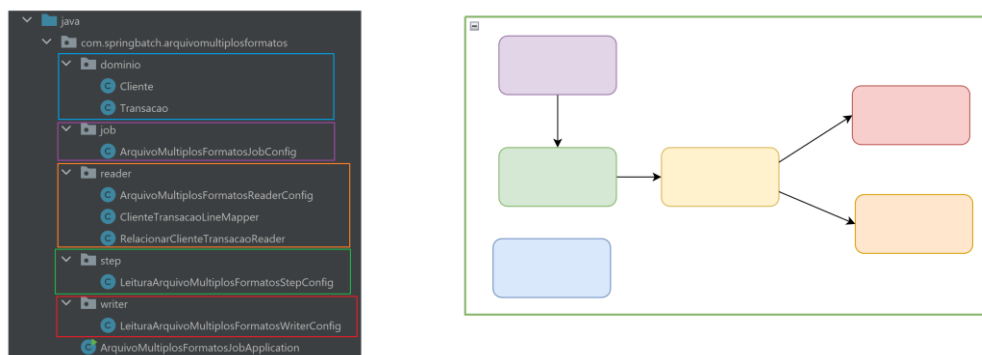 java
com.springbatch.arquivomultiplosformatos
dominio
Cliente
Transacao
job
ArquivoMultiplosFormatosJobConfig
reader
ArquivoMultiplosFormatosReaderConfig
ClienteTransacaoLineMapper
RelacionarClienteTransacaoReader
step
LeituraArquivoMultiplosFormatosStepConfig
writer
LeituraArquivoMultiplosFormatosWriterConfig
ArquivoMultiplosFormatosJobApplication